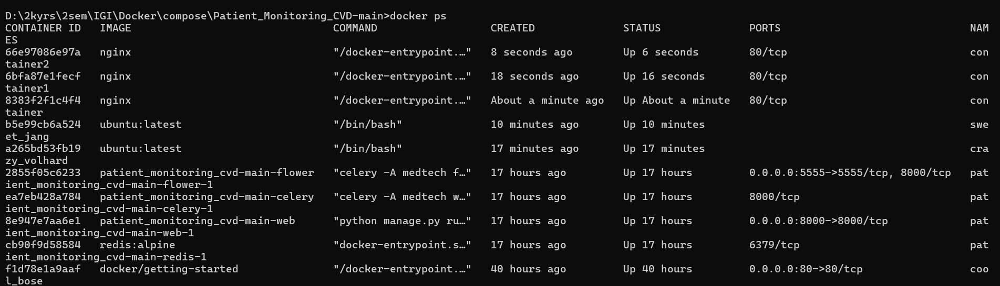 D:\2kyrs\2sem\IGI\Docker\compose\Patient_Monitoring_CVD-main>docker ps
CONTAINER ID   IMAGE                                COMMAND                  CREATED              STATUS              PORTS                              NAM
ES
66e97086e97a   nginx                                "/docker-entrypoint.…"   8 seconds ago        Up 6 seconds        80/tcp                             con
tainer2
6bfa87e1fecf   nginx                                "/docker-entrypoint.…"   18 seconds ago       Up 16 seconds       80/tcp                             con
tainer1
8383f2f1c4f4   nginx                                "/docker-entrypoint.…"   About a minute ago   Up About a minute   80/tcp                             con
tainer
b5e99cb6a524   ubuntu:latest                        "/bin/bash"              10 minutes ago       Up 10 minutes                                          swe
et_jang
a265bd53fb19   ubuntu:latest                        "/bin/bash"              17 minutes ago       Up 17 minutes                                          cra
zy_volhard
2855f05c6233   patient_monitoring_cvd-main-flower   "celery -A medtech f…"   17 hours ago         Up 17 hours         0.0.0.0:5555->5555/tcp, 8000/tcp   pat
ient_monitoring_cvd-main-flower-1
ea7eb428a784   patient_monitoring_cvd-main-celery   "celery -A medtech w…"   17 hours ago         Up 17 hours         8000/tcp                           pat
ient_monitoring_cvd-main-celery-1
8e947e7aa6e1   patient_monitoring_cvd-main-web      "python manage.py ru…"   17 hours ago         Up 17 hours         0.0.0.0:8000->8000/tcp             pat
ient_monitoring_cvd-main-web-1
cb90f9d58584   redis:alpine                         "docker-entrypoint.s…"   17 hours ago         Up 17 hours         6379/tcp                           pat
ient_monitoring_cvd-main-redis-1
f1d78e1a9aaf   docker/getting-started               "/docker-entrypoint.…"   40 hours ago         Up 40 hours         0.0.0.0:80->80/tcp                 coo
l_bose